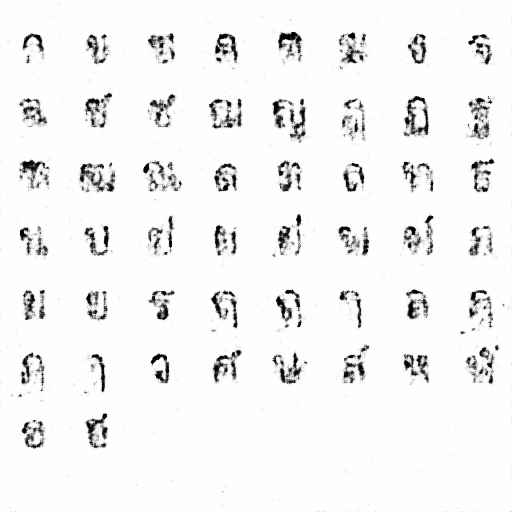 ก ข ฃ ค ฅ ฆ ง จ
ฉ ช ซ ฌ ญ ฎ ฏ ฐ
ฑ ฒ ณ ด ต ถ ท ธ
น บ ป ผ ฝ พ ฟ ภ
ม ย ร ฤ ฤ ๅ ล ฦ
ฦ ๅ ว ศ ษ ส ห ฬ
อ ฮ